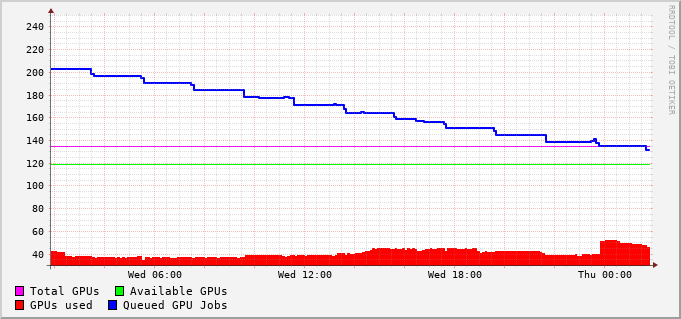 RRDTOOL / TOBI OETIKER
240
220
200
180
160
140
120
100
80
60
40
Wed 06:00 Wed 12:00 Wed 18:00 Thu 00:00
Total GPUs Available GPUs
GPUs used Queued GPU Jobs